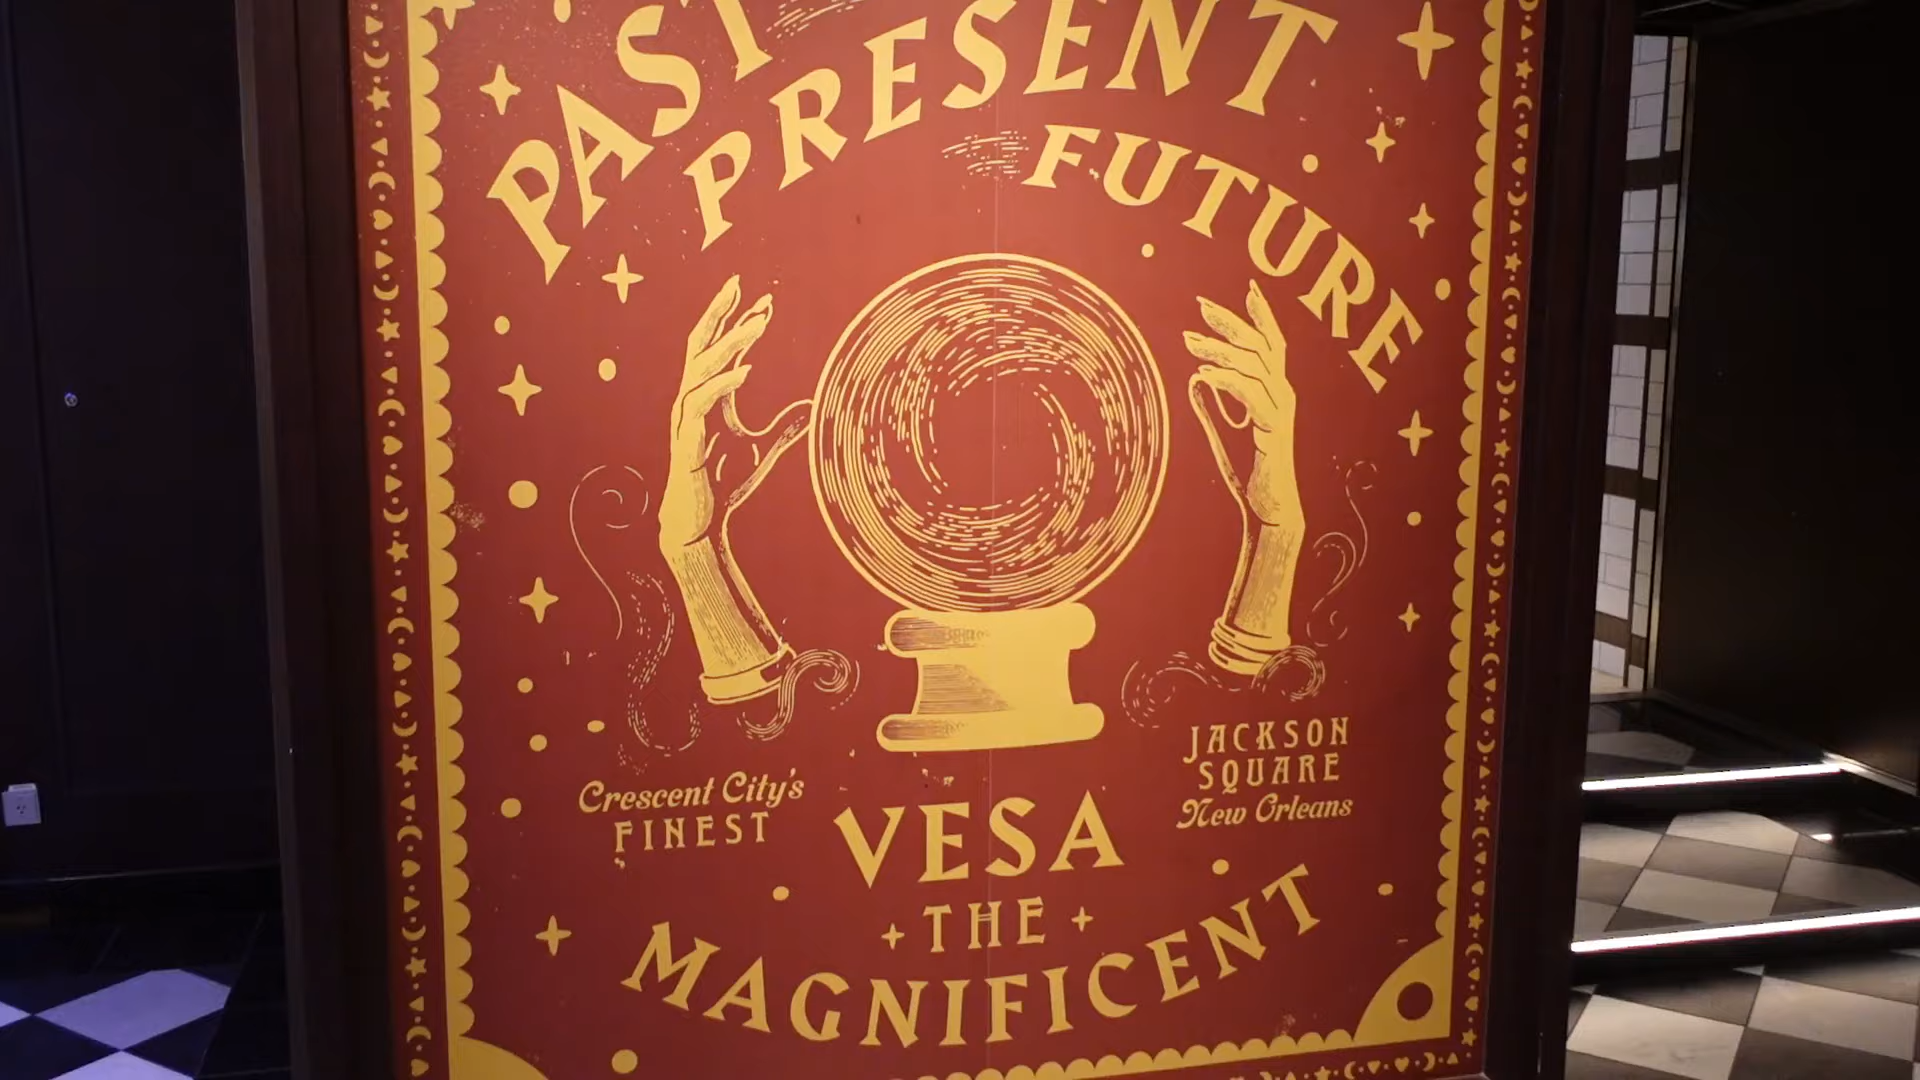 PAST
PRESENT
FUTURE
Crescent City's
FINEST
JACKSON
SQUARE
New Orleans
VESA
THE
MAGNIFICENT